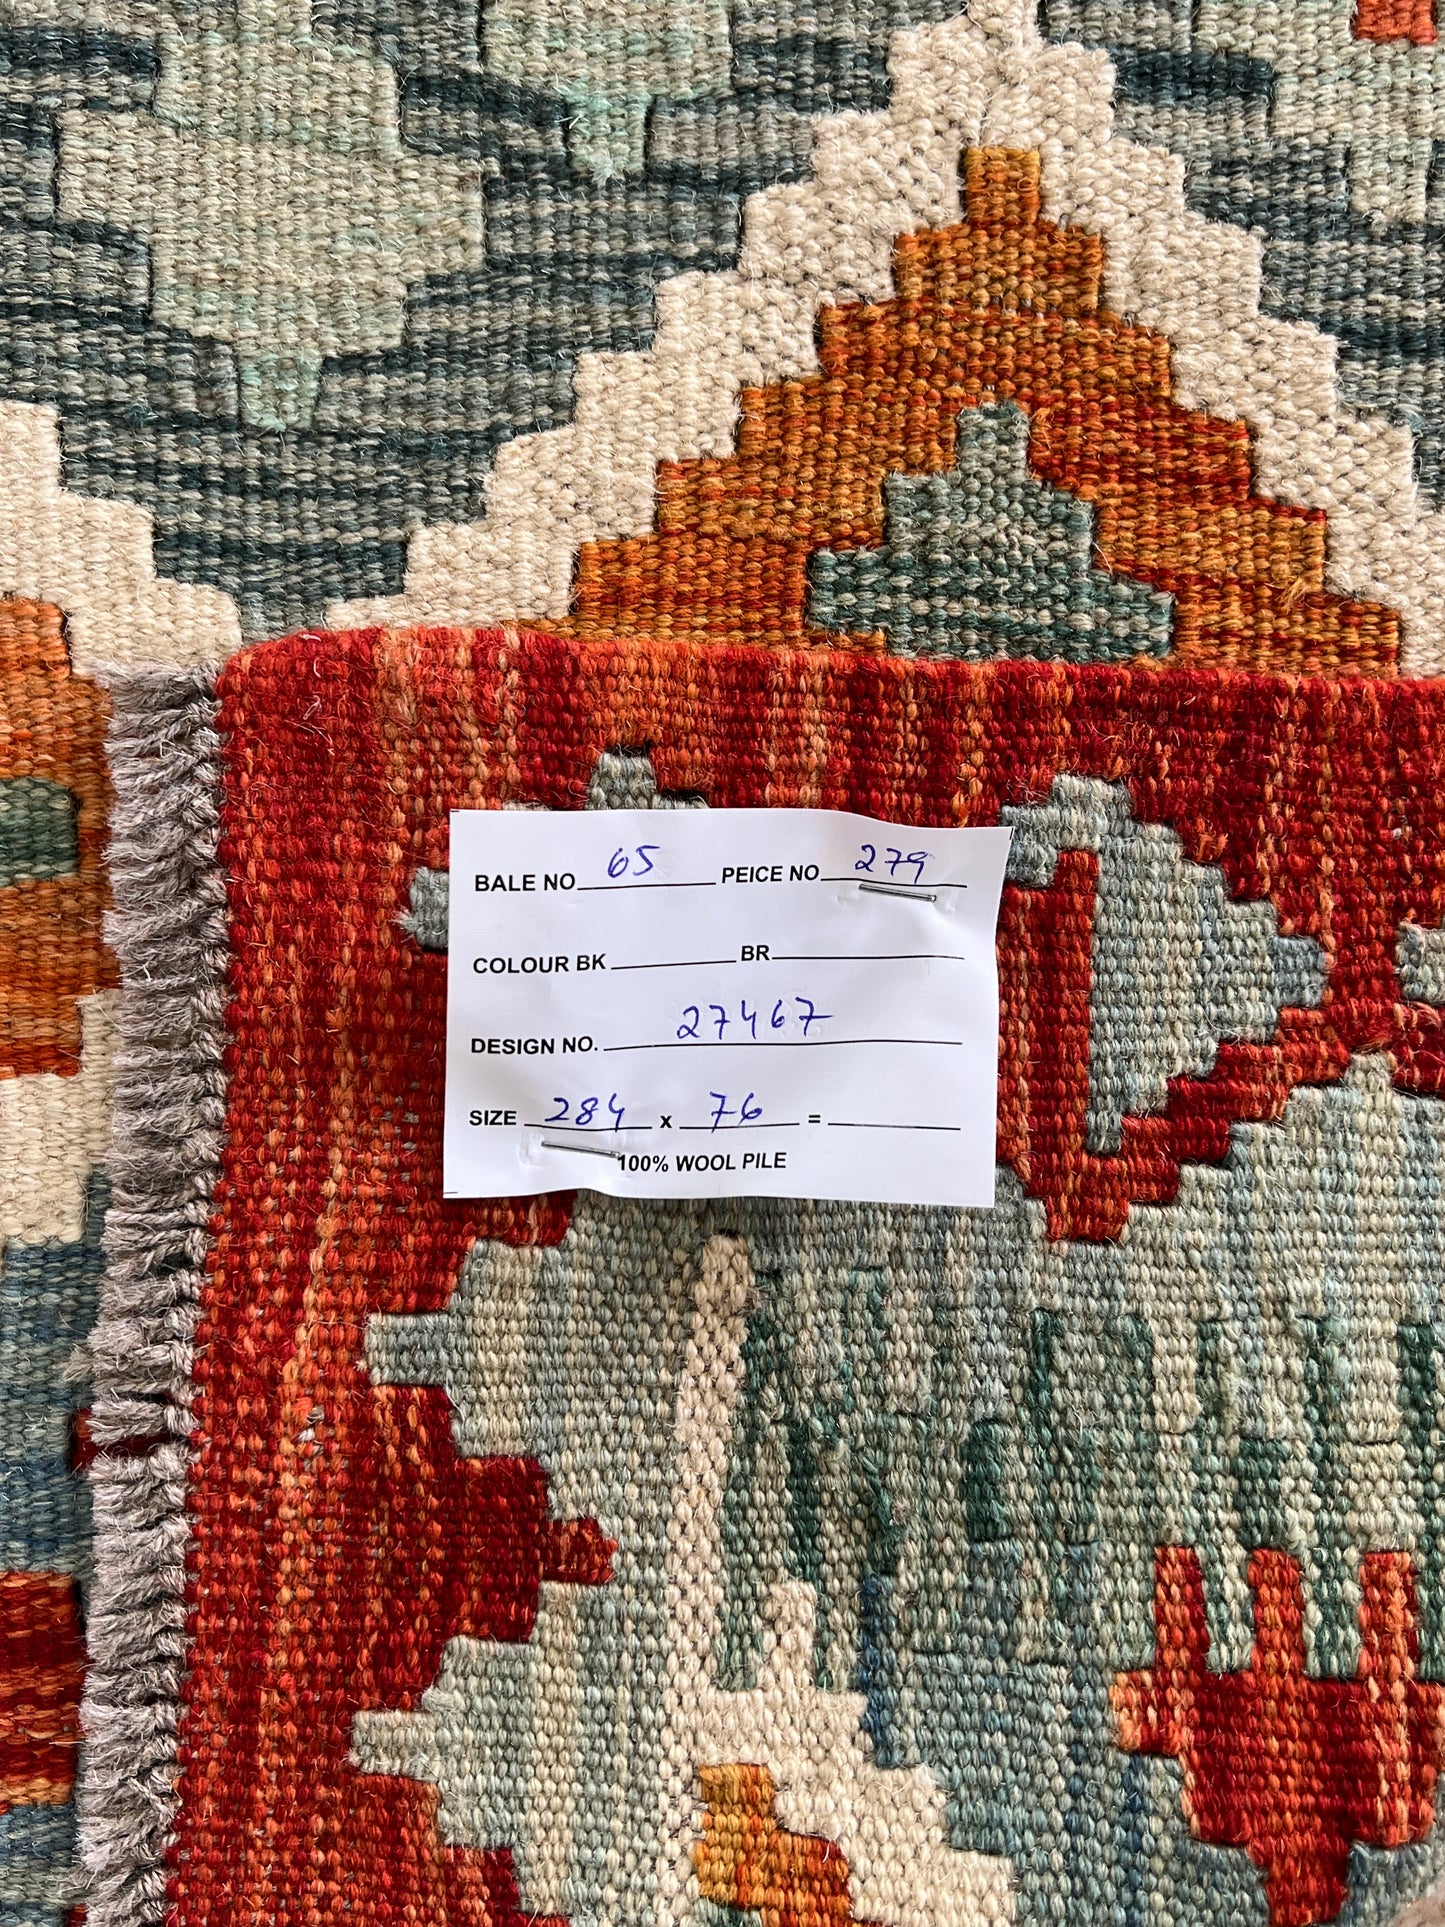 BALE NO 65 PEICE NO 279
COLOUR BK BR
DESIGN NO. 27467
SIZE 284 x 76 =
100% WOOL PILE